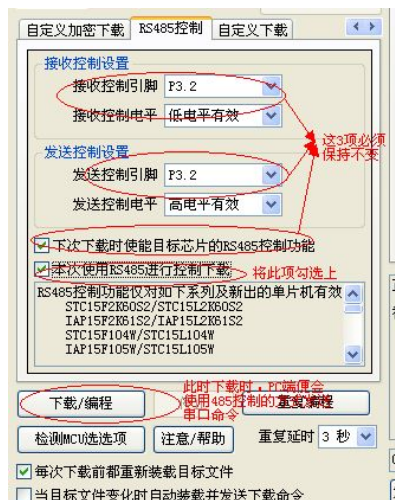 自定义加密下载 RS485控制 自定义下载
接收控制设置
接收控制引脚 P3.2
接收控制电平 低电平有效
这3项必须
保持不变
发送控制设置
发送控制引脚 P3.2
发送控制电平 高电平有效
下次下载时使能目标芯片的RS485控制功能
本次使用RS485进行控制下载 将此项勾选上
RS485控制功能仅对如下系列及新出的单片机有效
STC15F2K60S2/STC15L2K60S2
IAP15F2K61S2/IAP15L2K61S2
STC15F104W/STC15L104W
IAP15F105W/STC15L105W
此时下载时，PC端便会
下载/编程 使用485控制的 重复编程
串口命令
检测MCU选选项 注意/帮助 重复延时 3 秒
每次下载前都重新装载目标文件
当目标文件变化时自动装载并发送下载命令